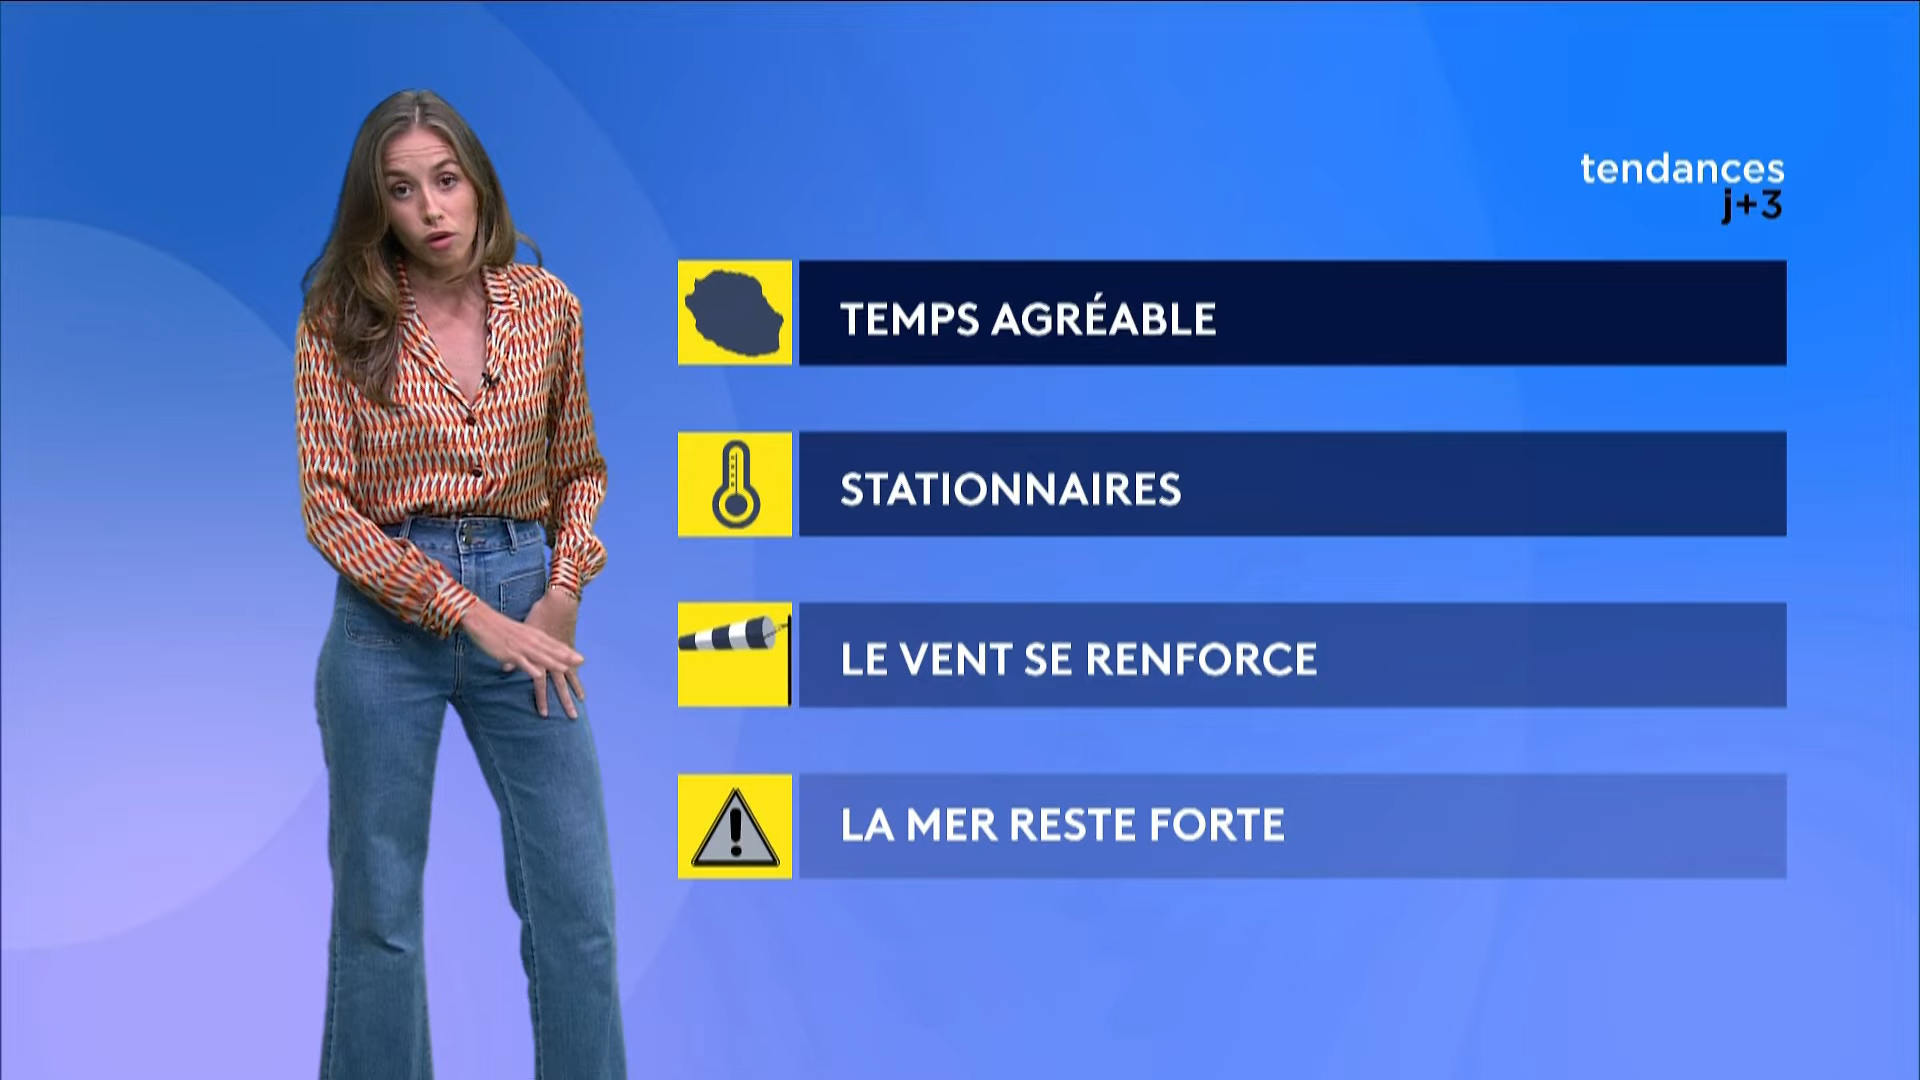 tendances
j+3
TEMPS AGRÉABLE
STATIONNAIRES
LE VENT SE RENFORCE
LA MER RESTE FORTE